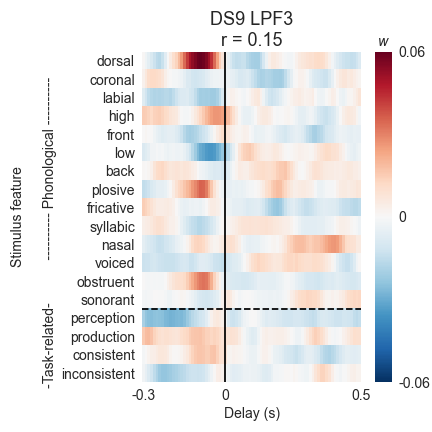 DS9 LPF3
r = 0.15
w
0.06
0
-0.06
Stimulus feature
---------- Phonological ----------
-Task-related-
dorsal
coronal
labial
high
front
low
back
plosive
fricative
syllabic
nasal
voiced
obstruent
sonorant
perception
production
consistent
inconsistent
-0.3
0
0.5
Delay (s)